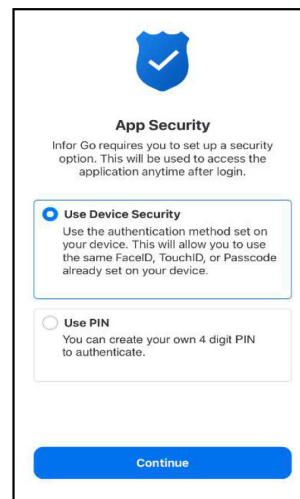 App Security
Infor Go requires you to set up a security
option. This will be used to access the
application anytime after login.
Use Device Security
Use the authentication method set on
your device. This will allow you to use
the same FaceID, TouchID, or Passcode
already set on your device.
Use PIN
You can create your own 4 digit PIN
to authenticate.
Continue